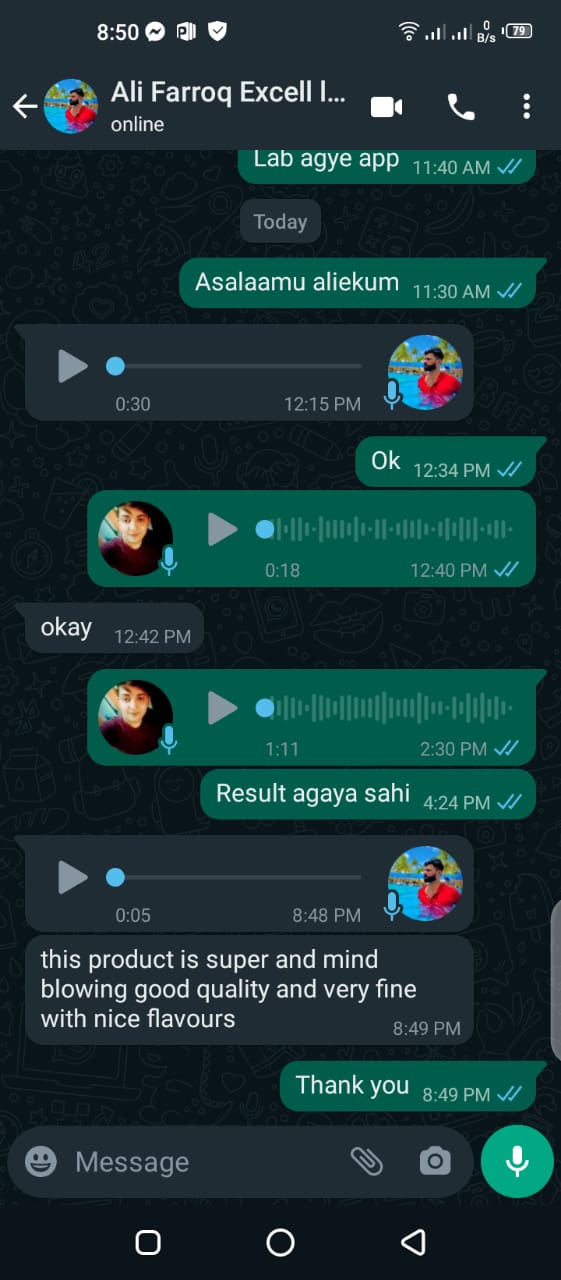 8:50
0
B/s
79
Ali Farroq Excell l...
online
Lab agye app 11:40 AM
Today
Asalaamu aliekum 11:30 AM
0:30 12:15 PM
Ok 12:34 PM
0:18 12:40 PM
okay 12:42 PM
1:11 2:30 PM
Result agaya sahi 4:24 PM
0:05 8:48 PM
this product is super and mind
blowing good quality and very fine
with nice flavours 8:49 PM
Thank you 8:49 PM
Message